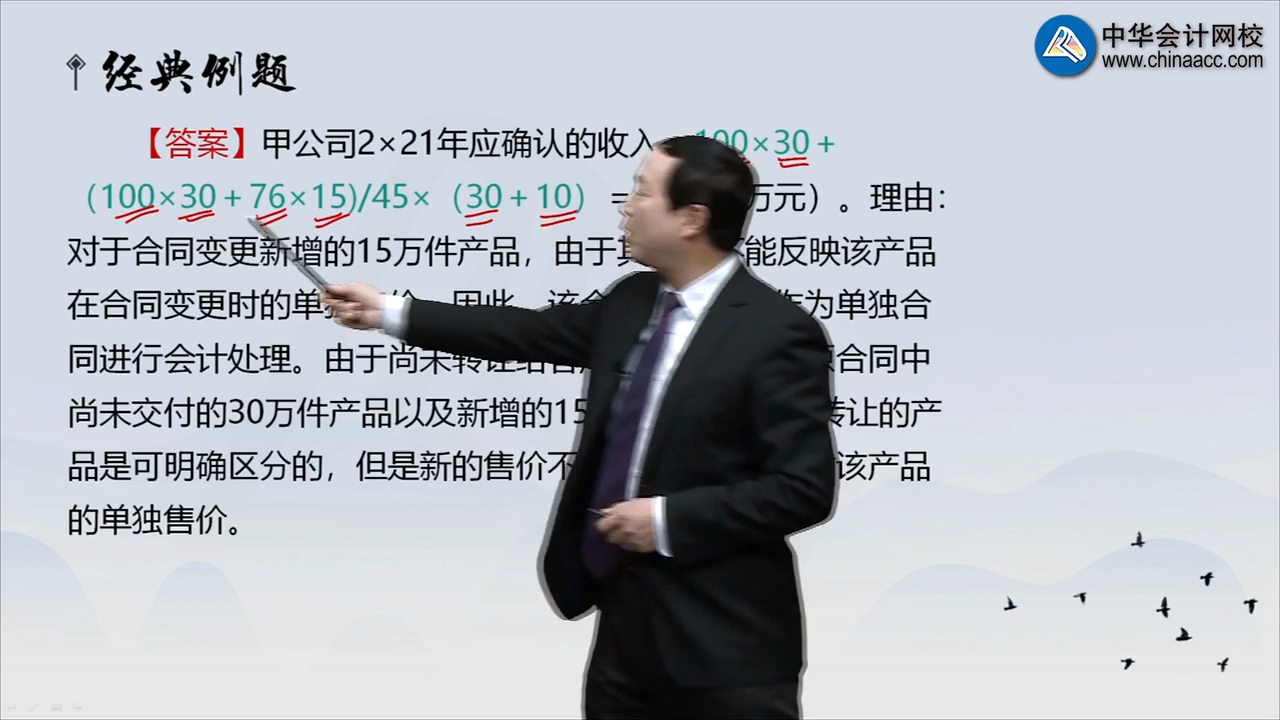 中华会计网校
www.chinaacc.com
经典例题
【答案】甲公司2×21年应确认的收入 100×30+
(100×30+76×15)/45×(30+10) = 万元)。理由:
对于合同变更新增的15万件产品,由于其 能反映该产品
在合同变更时的单独 因此 该合 作为单独合
同进行会计处理。由于尚未转让给 合同中
尚未交付的30万件产品以及新增的15 转让的产
品是可明确区分的,但是新的售价不 该产品
的单独售价。